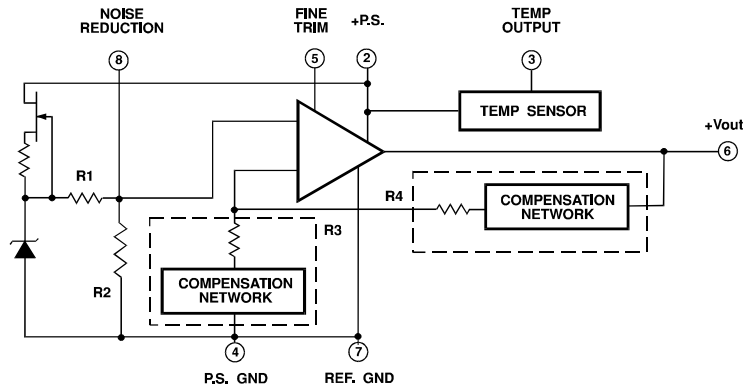 NOISE
REDUCTION
8
FINE
TRIM
5
+P.S.
2
TEMP
OUTPUT
3
TEMP SENSOR
+Vout
6
R1
R4
COMPENSATION
NETWORK
R3
R2
COMPENSATION
NETWORK
4
P.S. GND
7
REF. GND